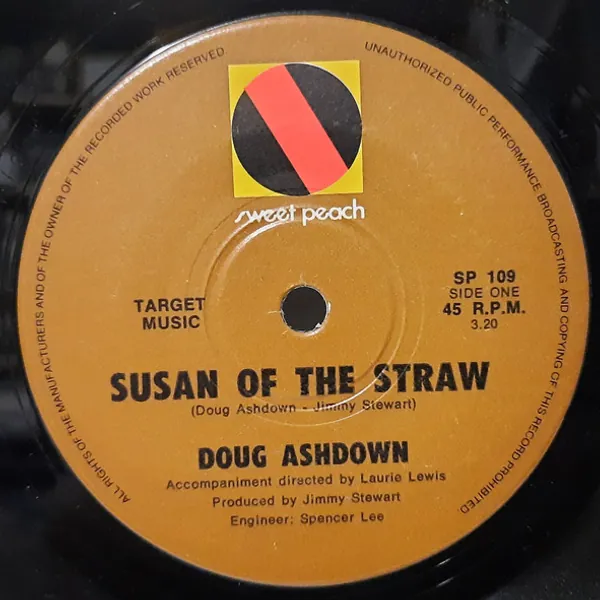 ALL RIGHTS OF THE MANUFACTURERS AND OF THE OWNER OF THE RECORDED WORK RESERVED
UNAUTHORIZED PUBLIC PERFORMANCE BROADCASTING AND COPYING OF THIS RECORD PROHIBITED.
sweet peach
TARGET
MUSIC
SP 109
SIDE ONE
45 R.P.M.
3.20
SUSAN OF THE STRAW
(Doug Ashdown - Jimmy Stewart)
DOUG ASHDOWN
Accompaniment directed by Laurie Lewis
Produced by Jimmy Stewart
Engineer: Spencer Lee